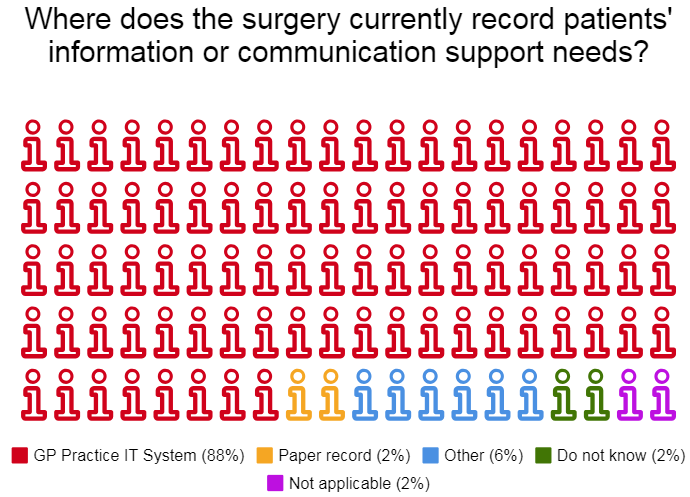 Where does the surgery currently record patients'
information or communication support needs?
GP Practice IT System (88%) Paper record (2%) Other (6%) Do not know (2%)
Not applicable (2%)